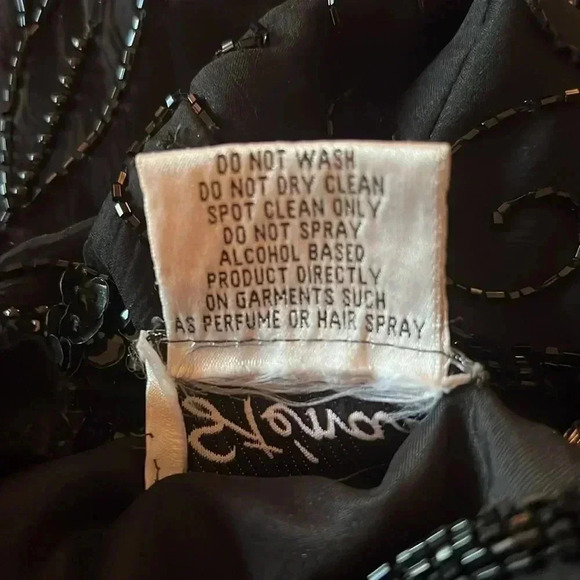 DO NOT WASH
DO NOT DRY CLEAN
SPOT CLEAN ONLY
DO NOT SPRAY
ALCOHOL BASED
PRODUCT DIRECTLY
ON GARMENTS SUCH
AS PERFUME OR HAIR SPRAY